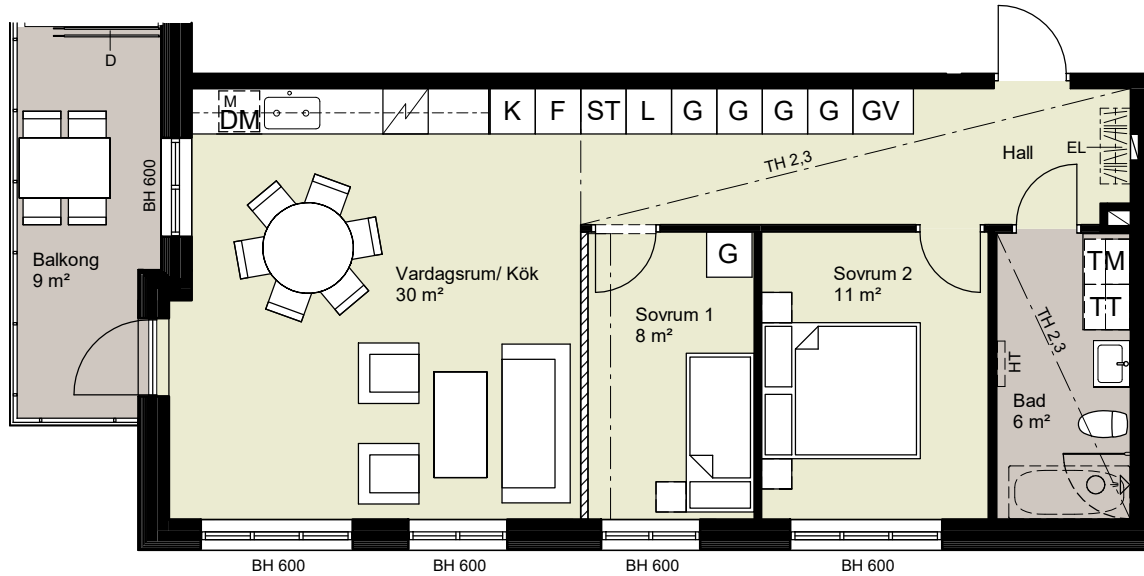 D
M
DM
K
F
ST
L
G
G
G
G
GV
TH 2,3
Hall
EL
BH 600
Balkong
9 m²
Vardagsrum/ Kök
30 m²
G
Sovrum 1
8 m²
Sovrum 2
11 m²
TM
TT
TH 2,3
HT
Bad
6 m²
BH 600
BH 600
BH 600
BH 600